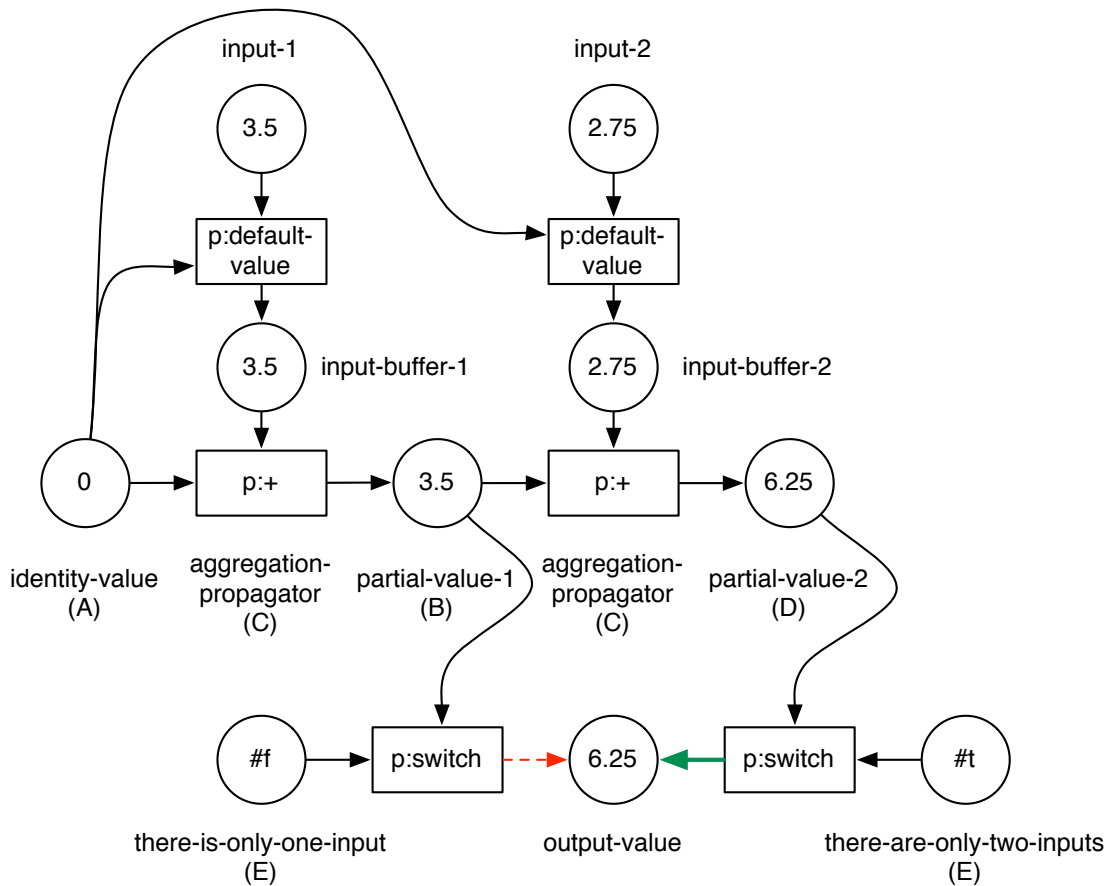 input-1
input-2
3.5
2.75
p:default-
value
p:default-
value
3.5
input-buffer-1
2.75
input-buffer-2
0
p:+
3.5
p:+
6.25
identity-value
(A)
aggregation-
propagator
(C)
partial-value-1
(B)
aggregation-
propagator
(C)
partial-value-2
(D)
#f
p:switch
6.25
p:switch
#t
there-is-only-one-input
(E)
output-value
there-are-only-two-inputs
(E)